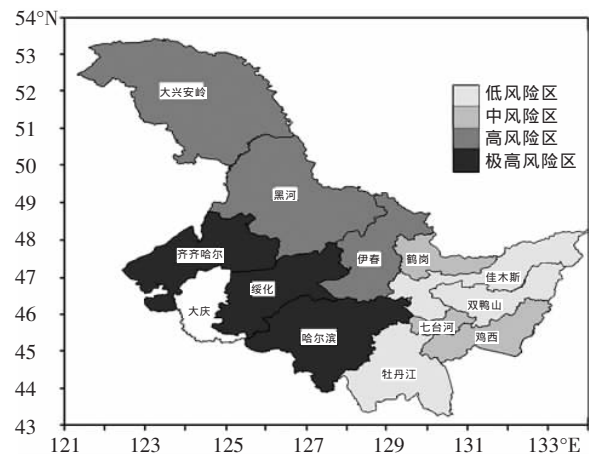 54°N
53
52
51
50
49
48
47
46
45
44
43
121
123
125
127
129
131
133°E
低风险区
中风险区
高风险区
极高风险区
大兴安岭
黑河
齐齐哈尔
伊春
鹤岗
佳木斯
绥化
大庆
双鸭山
哈尔滨
七台河
鸡西
牡丹江